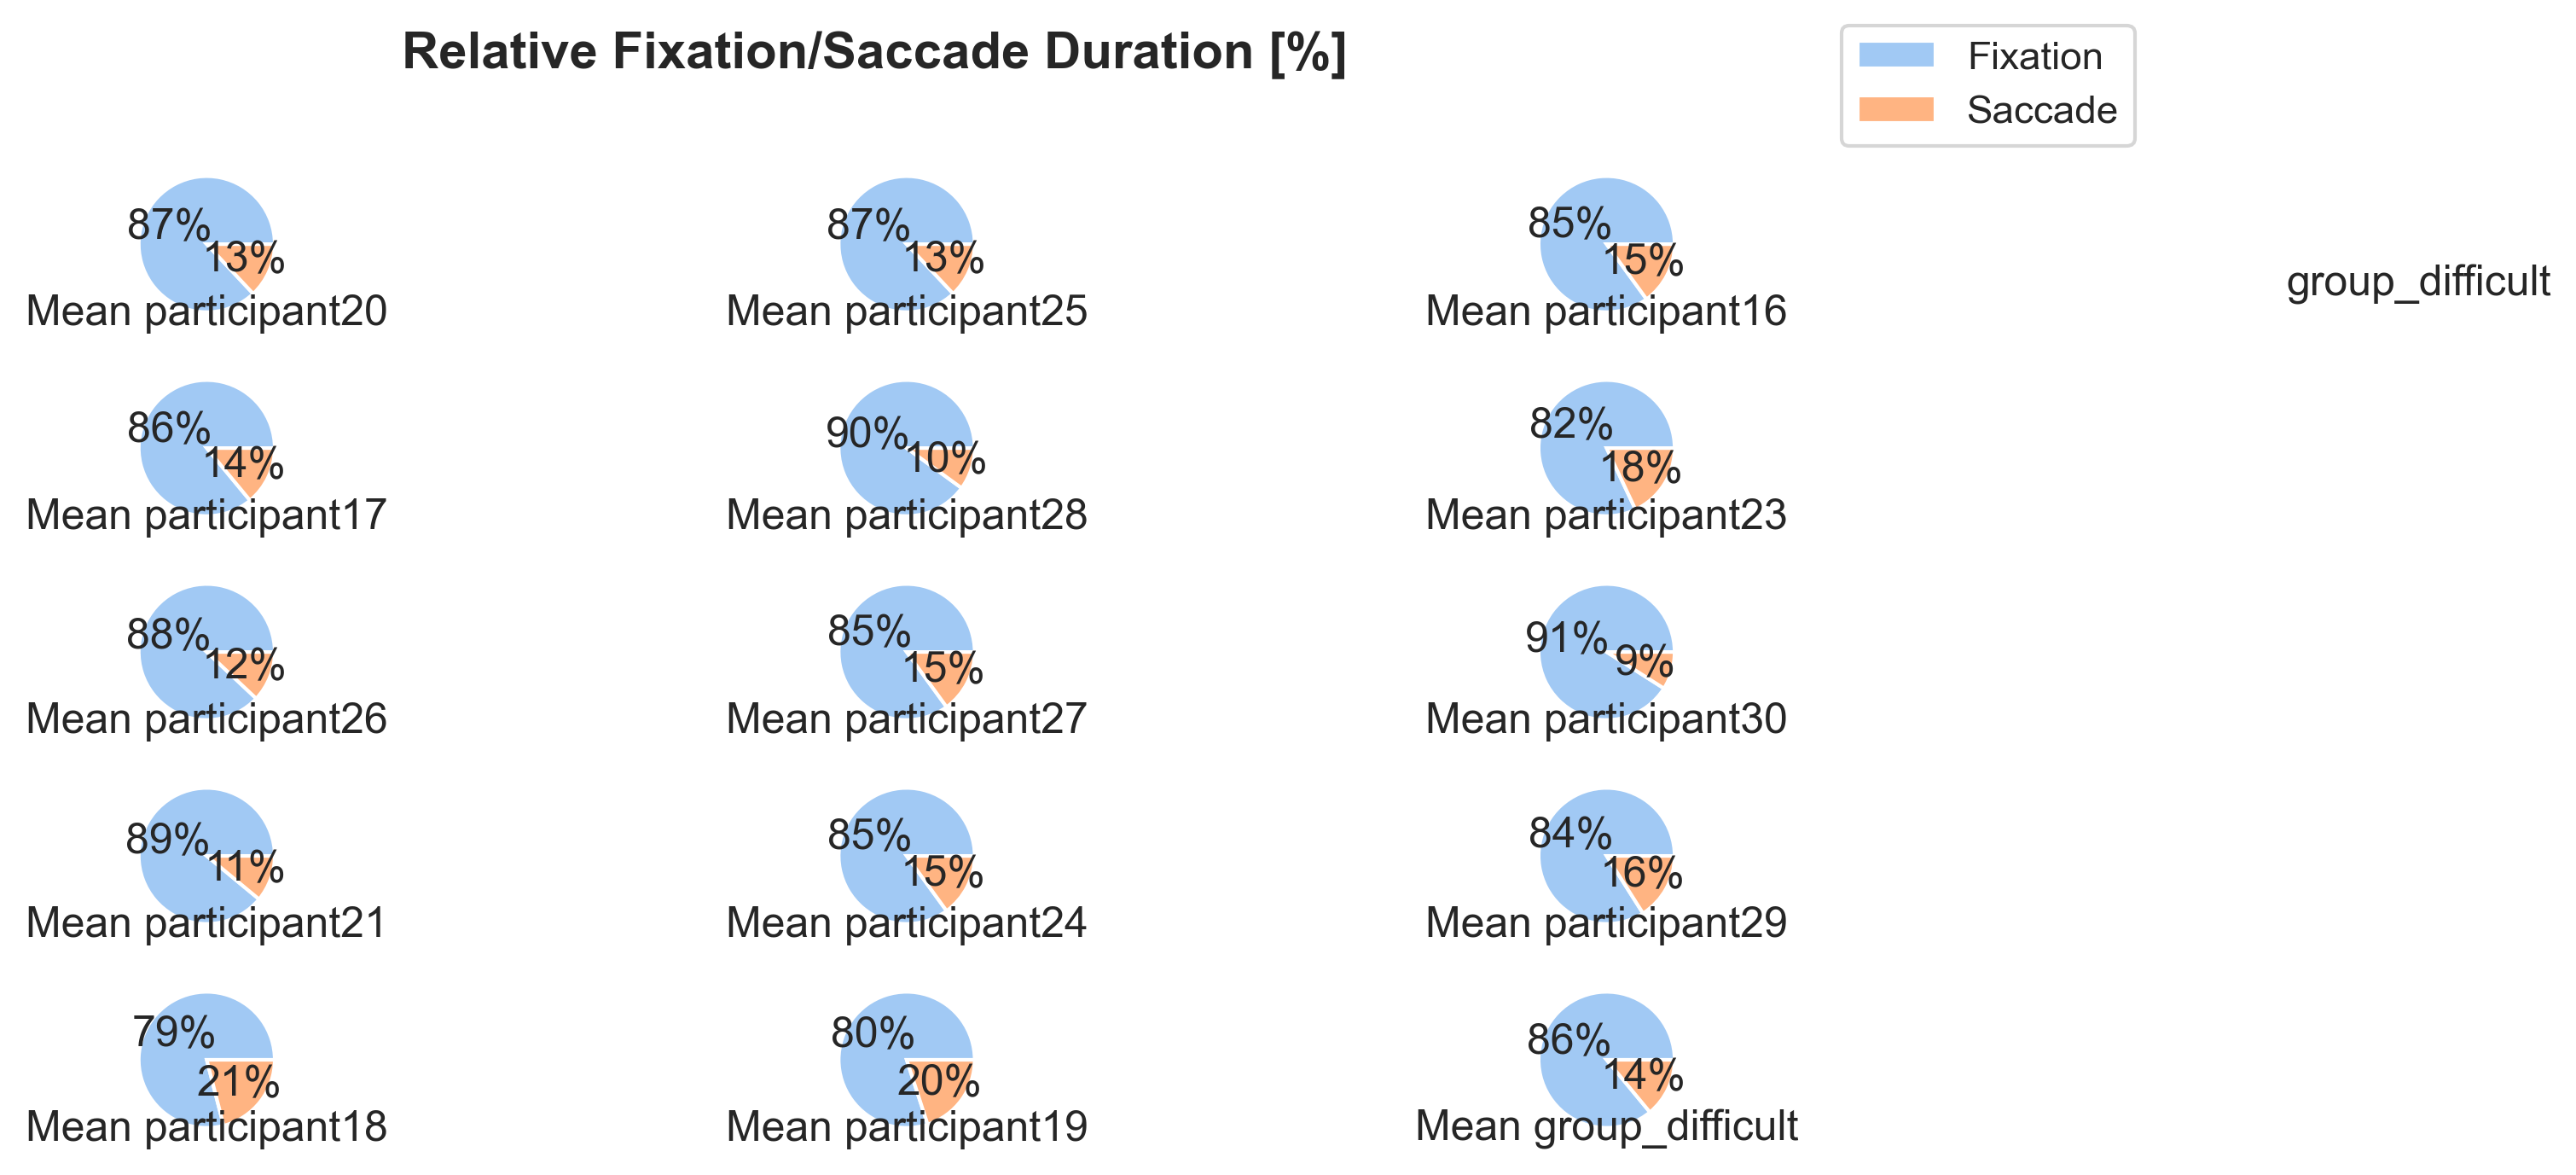 Relative Fixation/Saccade Duration [%]
Fixation
Saccade
87%
13%
Mean participant20
87%
13%
Mean participant25
85%
15%
Mean participant16
group_difficult
86%
14%
Mean participant17
90%
10%
Mean participant28
82%
18%
Mean participant23
88%
12%
Mean participant26
85%
15%
Mean participant27
91%
9%
Mean participant30
89%
11%
Mean participant21
85%
15%
Mean participant24
84%
16%
Mean participant29
79%
21%
Mean participant18
80%
20%
Mean participant19
86%
14%
Mean group_difficult